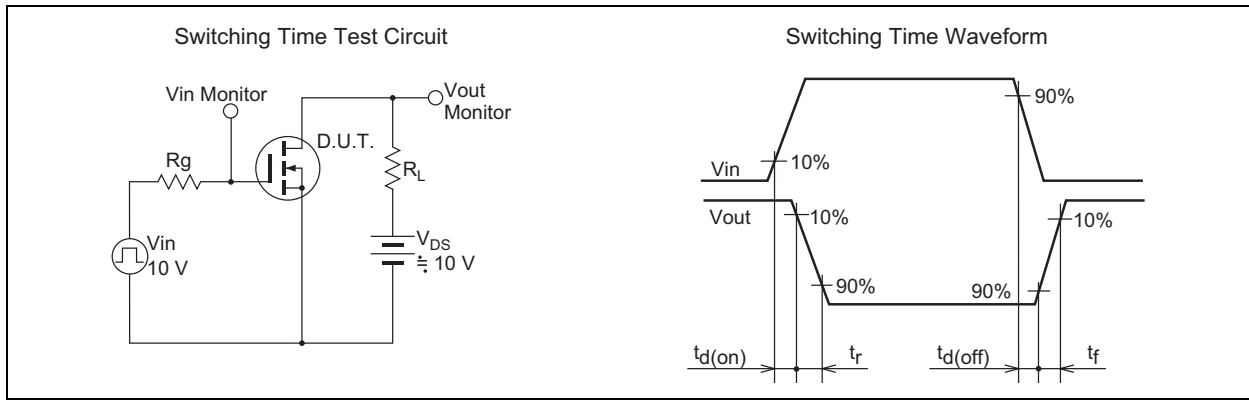 Switching Time Test Circuit
Vin Monitor
Vout
Monitor
D.U.T.
Rg
RL
Vin
10 V
VDS
≒ 10 V
Switching Time Waveform
90%
10%
Vin
Vout
10%
10%
90%
90%
td(on)
tr
td(off)
tf